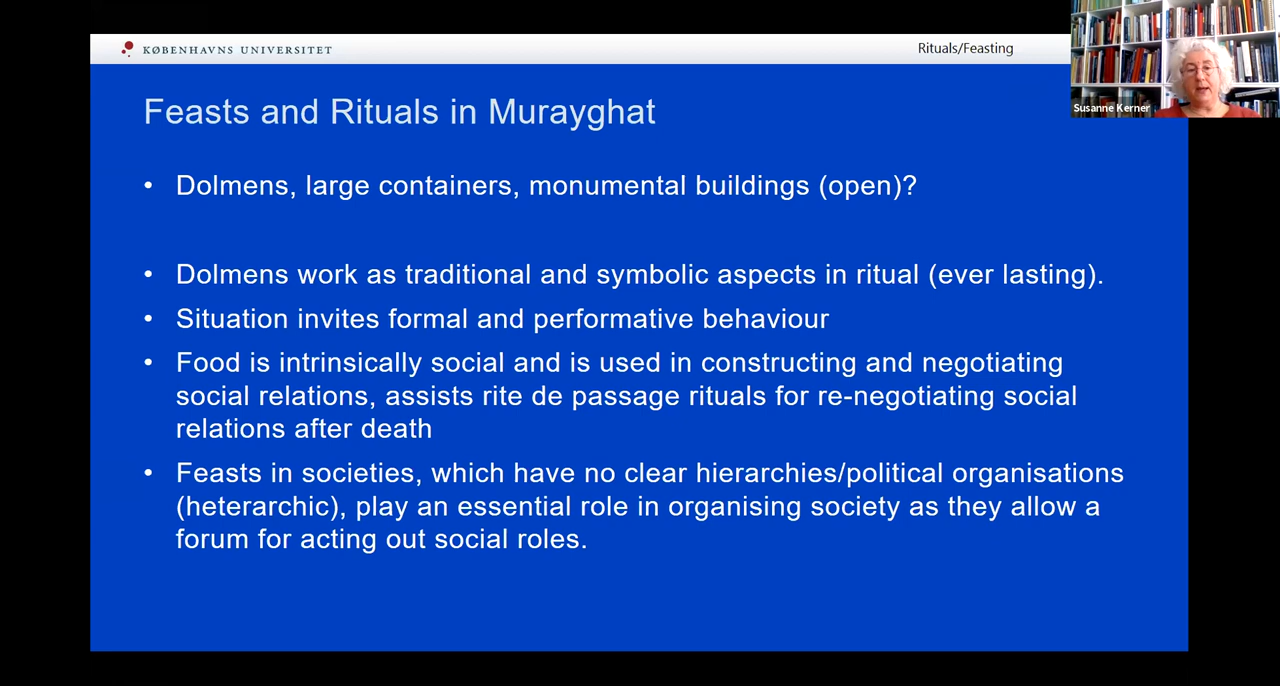 KØBENHAVNS UNIVERSITET
Rituals/Feasting
Susanne Kerner
Feasts and Rituals in Murayghat
• Dolmens, large containers, monumental buildings (open)?
• Dolmens work as traditional and symbolic aspects in ritual (ever lasting).
• Situation invites formal and performative behaviour
• Food is intrinsically social and is used in constructing and negotiating
social relations, assists rite de passage rituals for re-negotiating social
relations after death
• Feasts in societies, which have no clear hierarchies/political organisations
(heterarchic), play an essential role in organising society as they allow a
forum for acting out social roles.